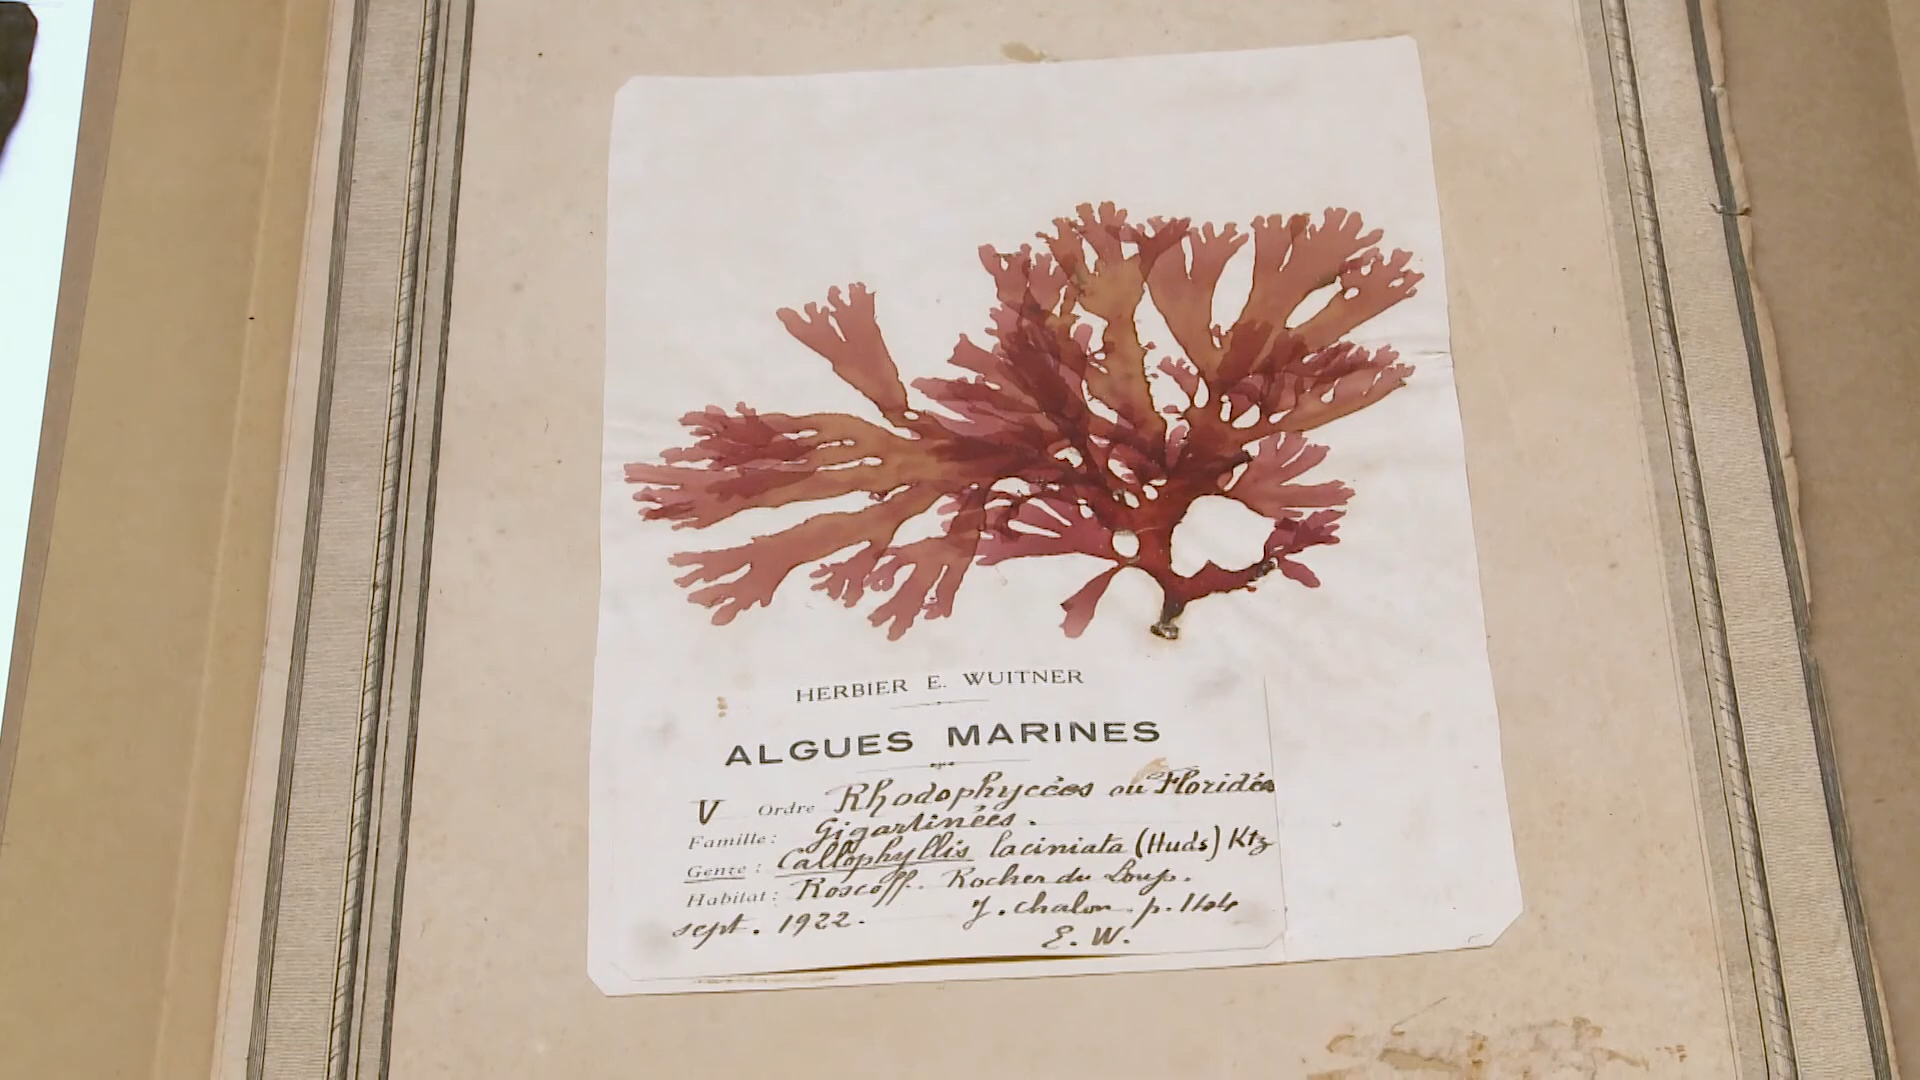 HERBIER E. WUITNER
ALGUES MARINES
V Ordre Rhodophycées ou Floridées
Famille: Gigartinées.
Genre: Callophyllis laciniata (Huds) Ktz
Habitat: Roscoff. Rocher du Loup.
sept. 1922. J. Chalon p. 164
E. W.